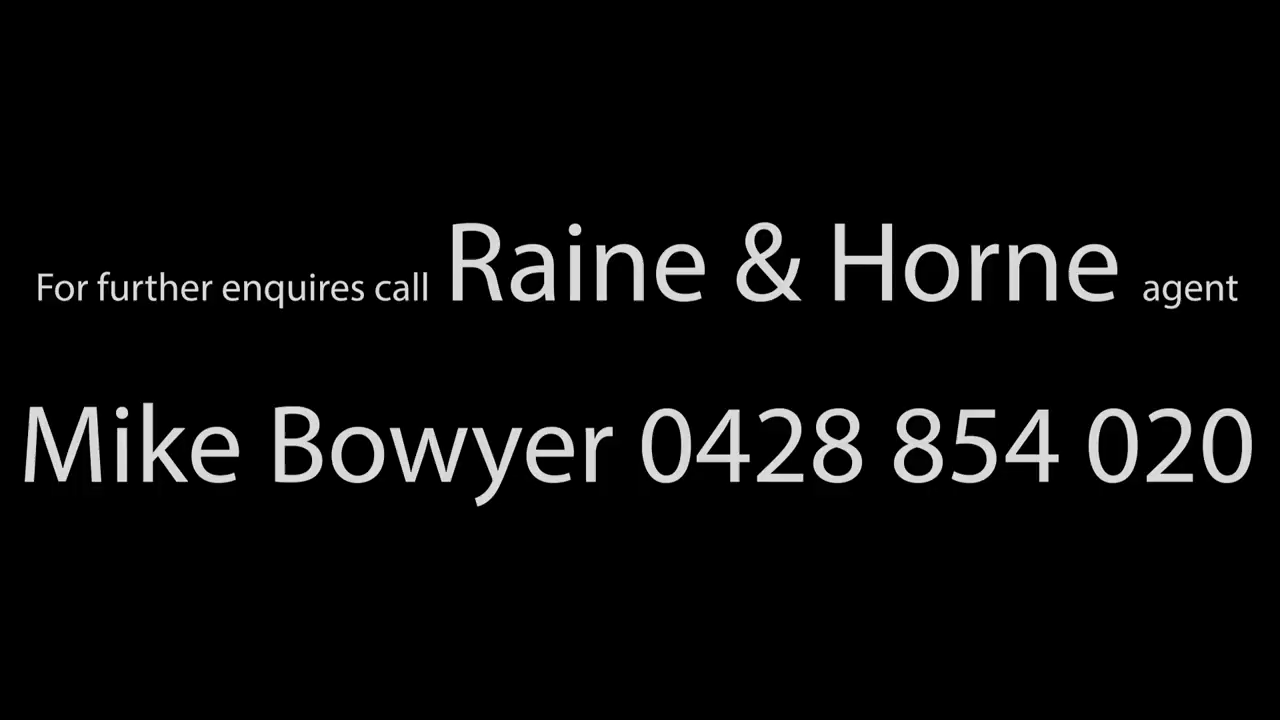 For further enquires call Raine & Horne agent
Mike Bowyer 0428 854 020